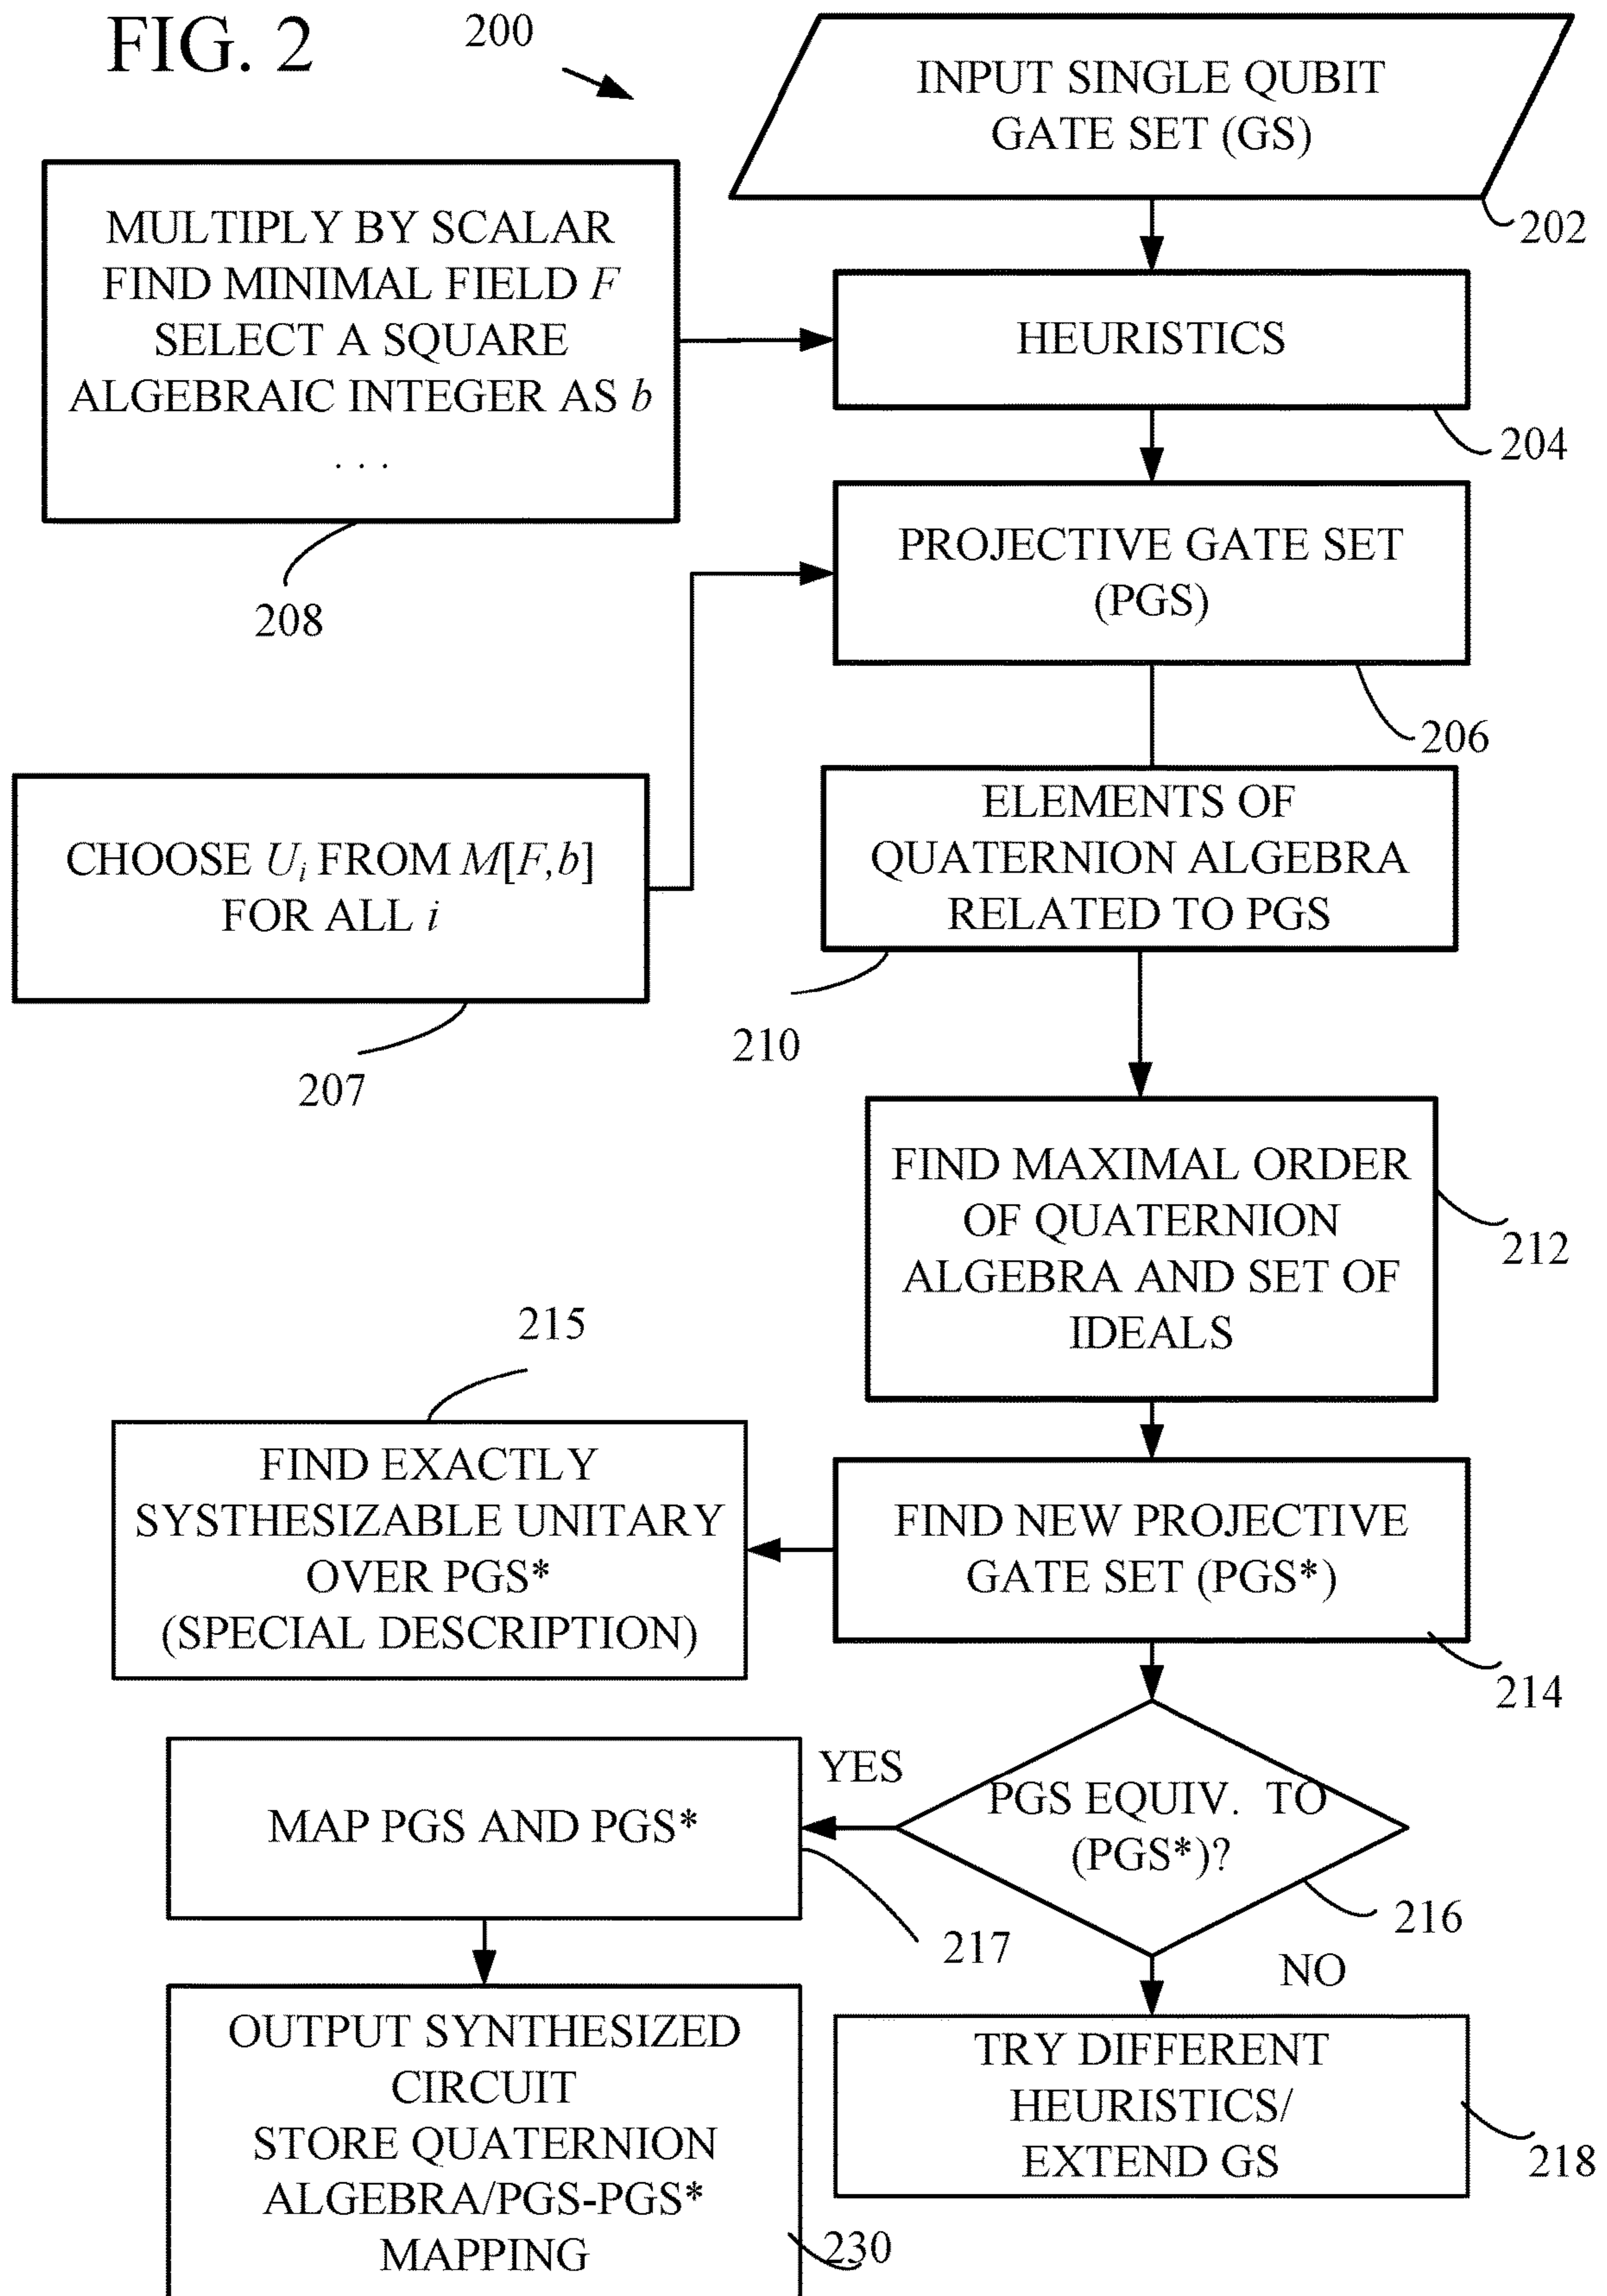 FIG. 2
200
INPUT SINGLE QUBIT
GATE SET (GS)
202
MULTIPLY BY SCALAR
FIND MINIMAL FIELD F
SELECT A SQUARE
ALGEBRAIC INTEGER AS b
. . .
208
HEURISTICS
204
PROJECTIVE GATE SET
(PGS)
206
CHOOSE Ui FROM M[F,b]
FOR ALL i
207
ELEMENTS OF
QUATERNION ALGEBRA
RELATED TO PGS
210
FIND MAXIMAL ORDER
OF QUATERNION
ALGEBRA AND SET OF
IDEALS
212
215
FIND EXACTLY
SYSTHESIZABLE UNITARY
OVER PGS*
(SPECIAL DESCRIPTION)
FIND NEW PROJECTIVE
GATE SET (PGS*)
214
PGS EQUIV. TO
(PGS*)?
216
YES
NO
MAP PGS AND PGS*
217
OUTPUT SYNTHESIZED
CIRCUIT
STORE QUATERNION
ALGEBRA/PGS-PGS*
MAPPING
230
TRY DIFFERENT
HEURISTICS/
EXTEND GS
218